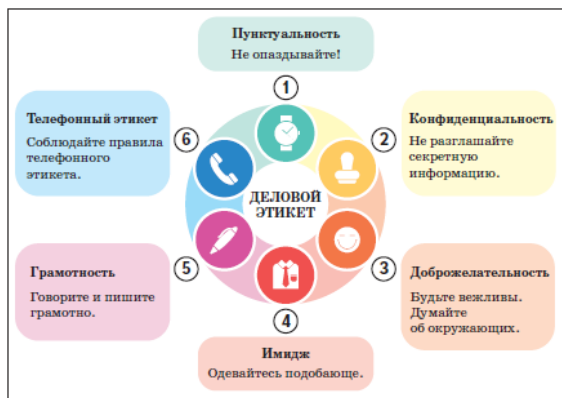 Пунктуальность
Не опаздывайте!
1
Телефонный этикет
Соблюдайте правила
телефонного
этикета.
6
2
Конфиденциальность
Не разглашайте
секретную
информацию.
ДЕЛОВОЙ
ЭТИКЕТ
Грамотность
Говорите и пишите
грамотно.
5
3
Доброжелательность
Будьте вежливы.
Думайте
об окружающих.
4
Имидж
Одевайтесь подобающе.